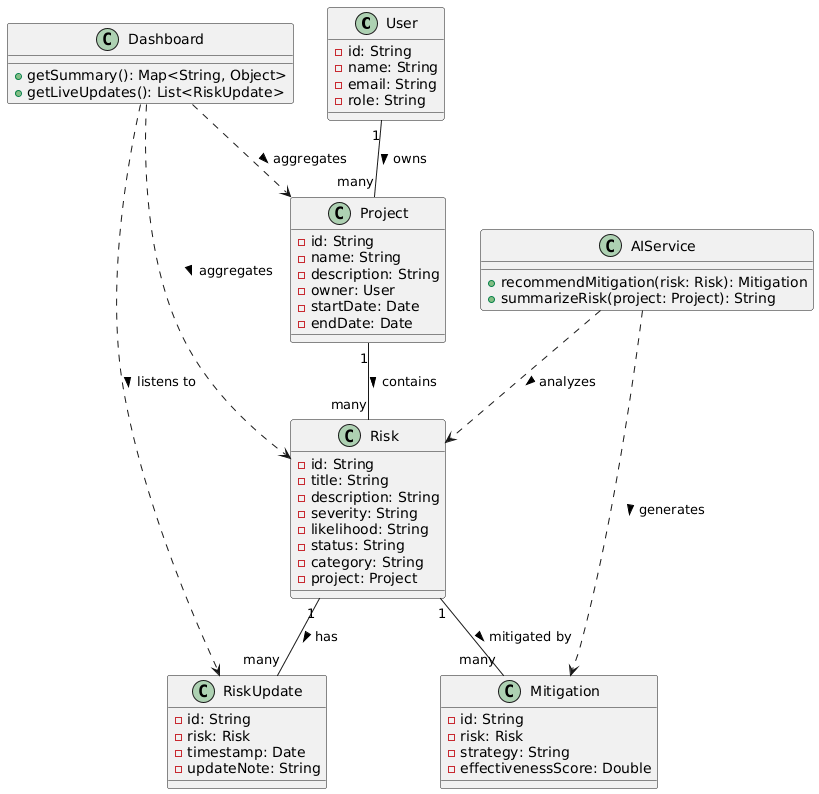 C Dashboard
getSummary(): Map<String, Object>
getLiveUpdates(): List<RiskUpdate>
C User
id: String
name: String
email: String
role: String
1
owns
many
aggregates
C Project
id: String
name: String
description: String
owner: User
startDate: Date
endDate: Date
C AIService
recommendMitigation(risk: Risk): Mitigation
summarizeRisk(project: Project): String
aggregates
listens to
1
contains
many
analyzes
C Risk
id: String
title: String
description: String
severity: String
likelihood: String
status: String
category: String
project: Project
generates
1
has
many
1
mitigated by
many
C RiskUpdate
id: String
risk: Risk
timestamp: Date
updateNote: String
C Mitigation
id: String
risk: Risk
strategy: String
effectivenessScore: Double